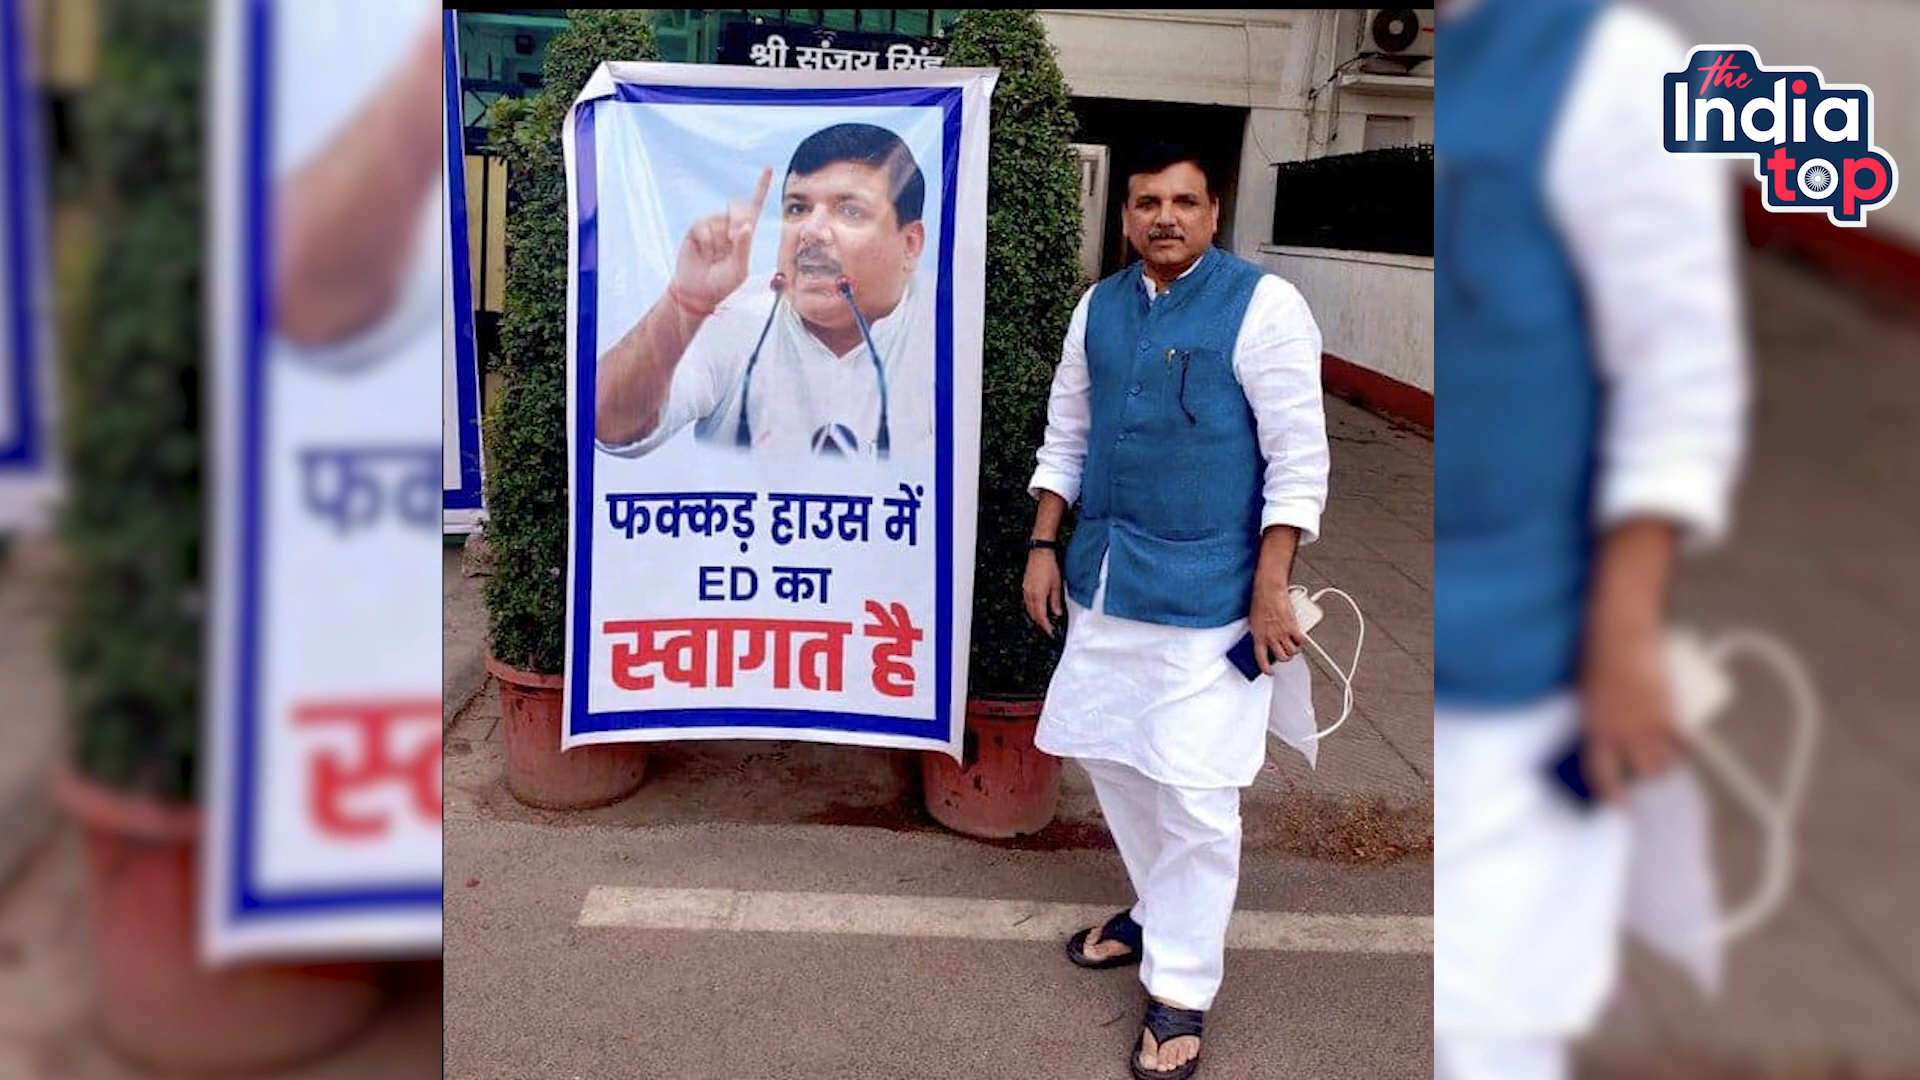 the
India
top
श्री संजय सिंह
फक्कड़ हाउस में
ED का
स्वागत है